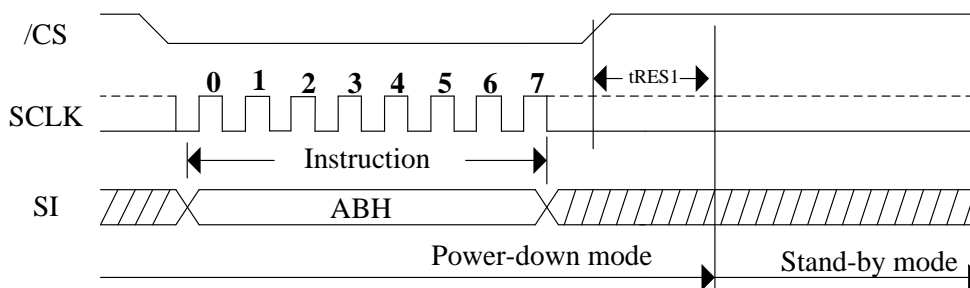 /CS
tRES1
0 1 2 3 4 5 6 7
SCLK
Instruction
SI
ABH
Power-down mode
Stand-by mode